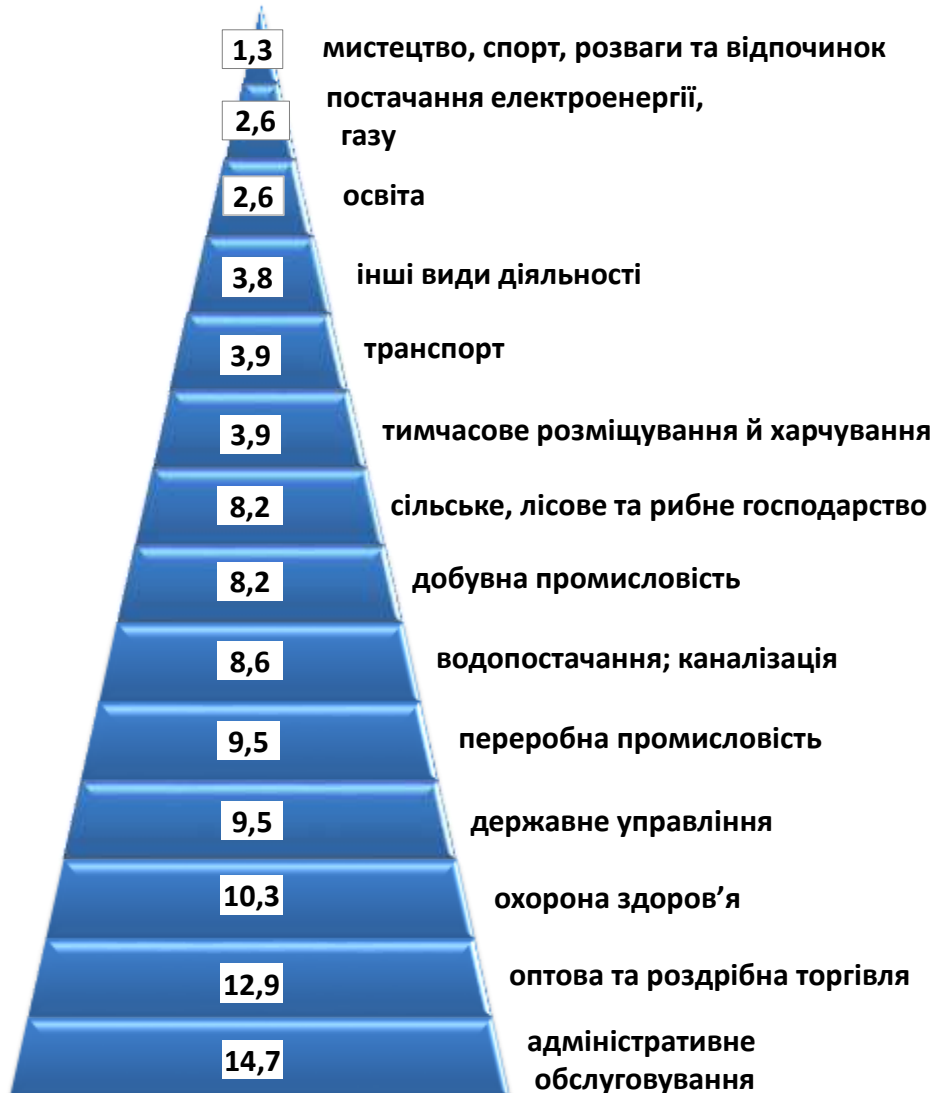 1,3 мистецтво, спорт, розваги та відпочинок
постачання електроенергії,
2,6 газу
2,6 освіта
3,8 інші види діяльності
3,9 транспорт
3,9 тимчасове розміщування й харчування
8,2 сільське, лісове та рибне господарство
8,2 добувна промисловість
8,6 водопостачання; каналізація
9,5 переробна промисловість
9,5 державне управління
10,3 охорона здоров’я
12,9 оптова та роздрібна торгівля
адміністративне
14,7 обслуговування